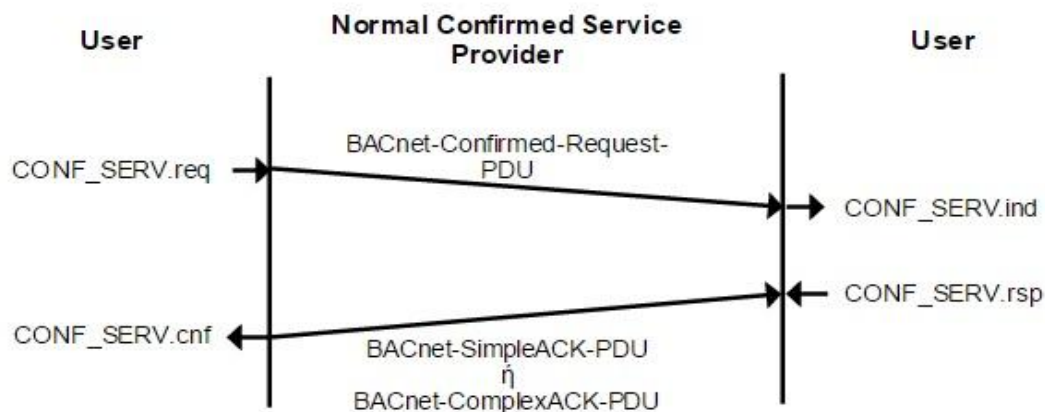 User
Normal Confirmed Service
Provider
User
BACnet-Confirmed-Request-
PDU
CONF_SERV.req
CONF_SERV.ind
CONF_SERV.rsp
CONF_SERV.cnf
BACnet-SimpleACK-PDU
ή
BACnet-ComplexACK-PDU